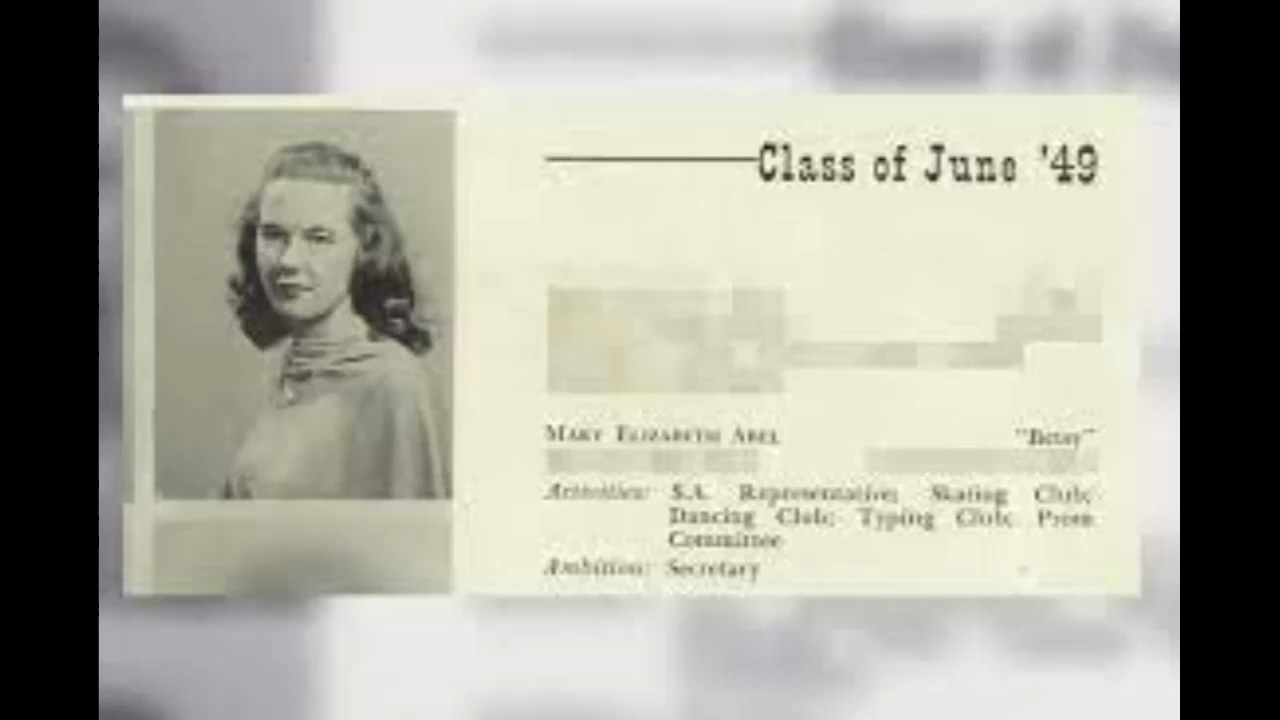 Class of June '49
MARY ELIZABETH ABEL "Betsy"
Activities: S.A. Representative; Skating Club;
Dancing Club; Typing Club; Prom
Committee
Ambition: Secretary